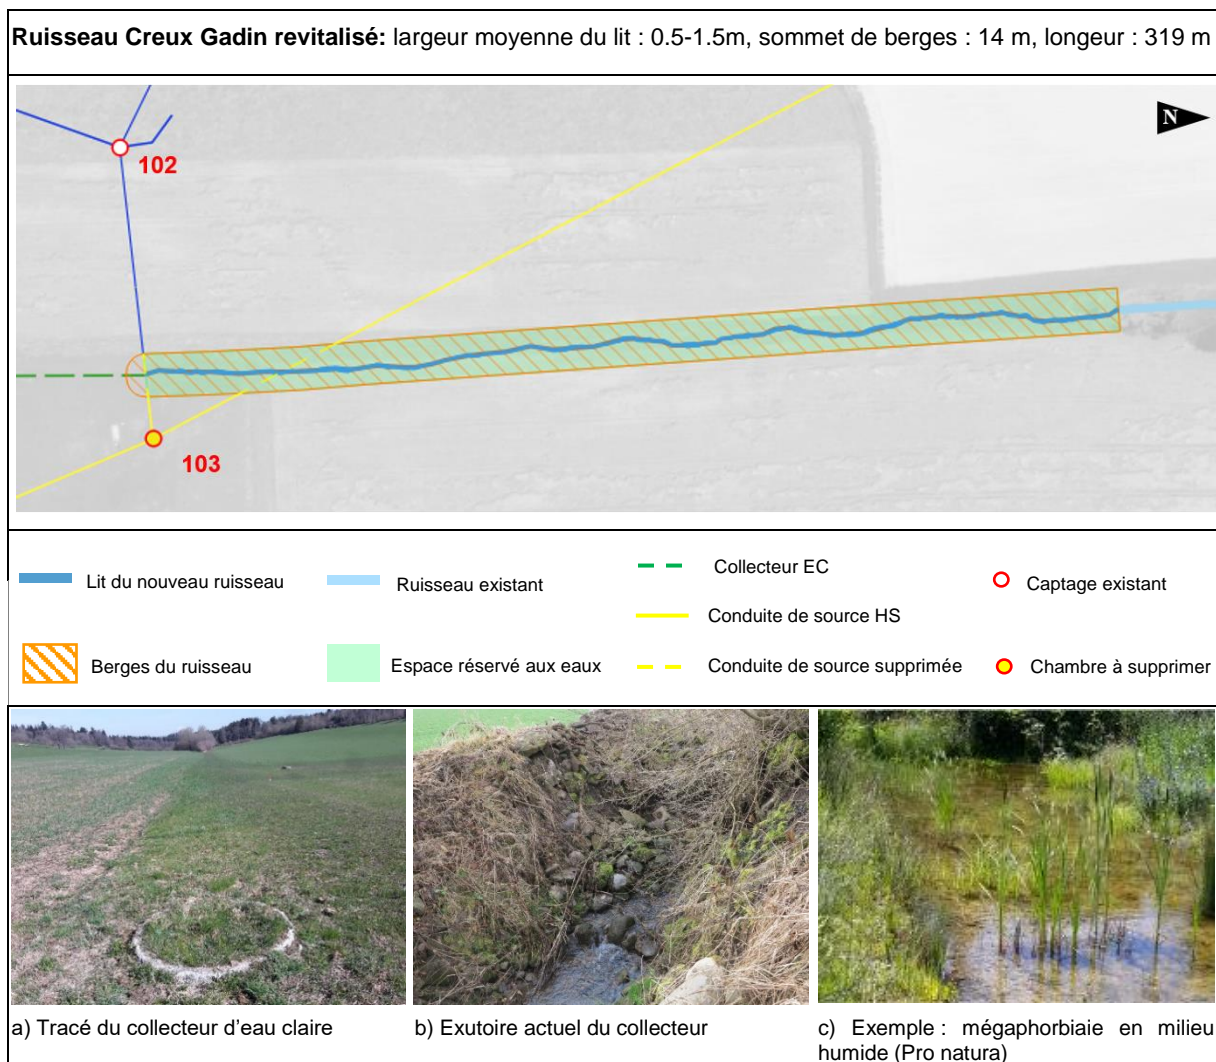 Ruisseau Creux Gadin revitalisé: largeur moyenne du lit : 0.5-1.5m, sommet de berges : 14 m, longeur : 319 m
N
102
103
Lit du nouveau ruisseau
Ruisseau existant
Collecteur EC
Captage existant
Conduite de source HS
Berges du ruisseau
Espace réservé aux eaux
Conduite de source supprimée
Chambre à supprimer
a) Tracé du collecteur d'eau claire
b) Exutoire actuel du collecteur
c) Exemple : mégaphorbiaie en milieu
humide (Pro natura)